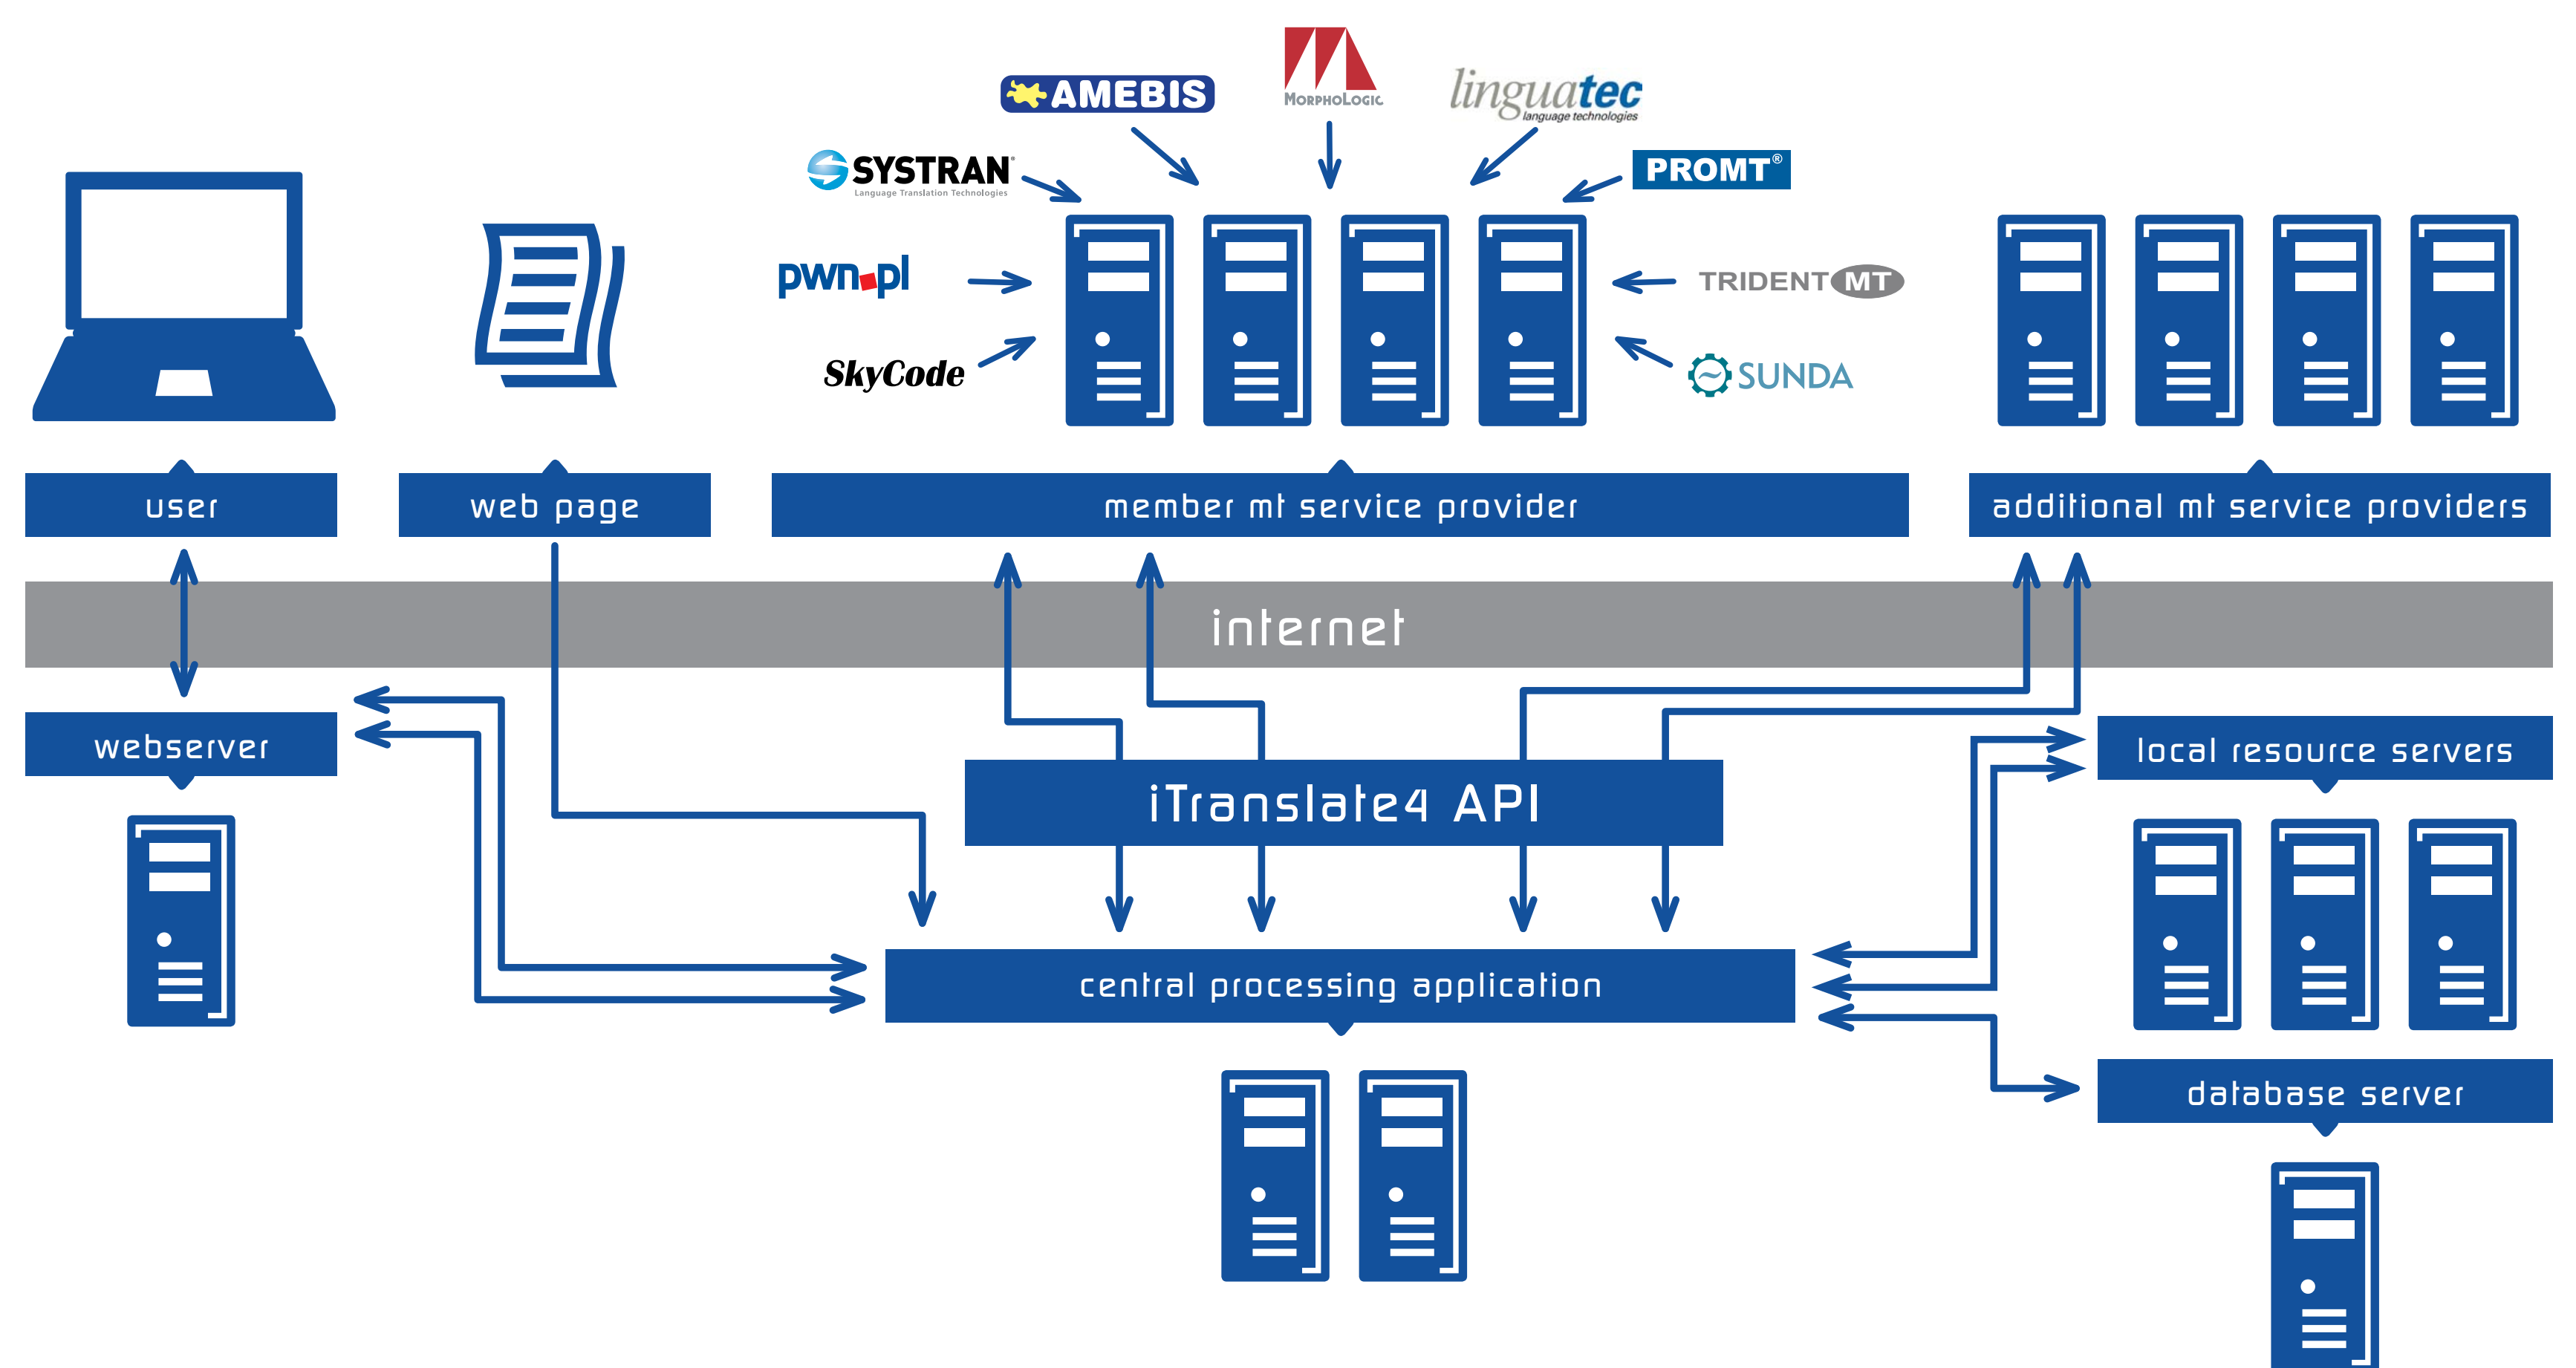 AMEBIS
MORPHOLOGIC
linguatec
language technologies
SYSTRAN®
Language Translation Technologies
PROMT®
pwn.pl
TRIDENT MT
SkyCode
SUNDA
user
web page
member mt service provider
additional mt service providers
internet
webserver
local resource servers
iTranslate4 API
central processing application
database server